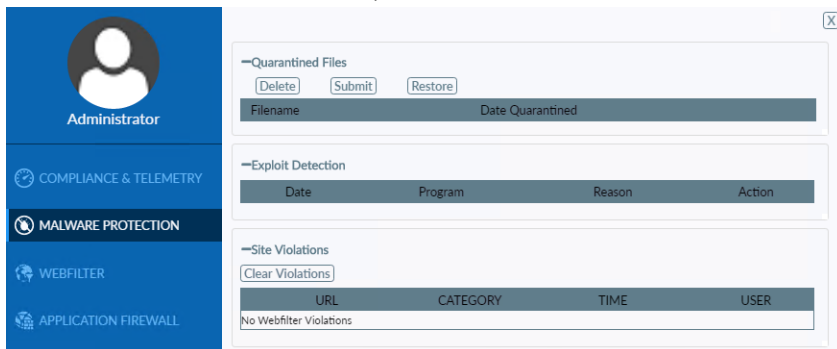 X
Administrator
COMPLIANCE & TELEMETRY
MALWARE PROTECTION
WEBFILTER
APPLICATION FIREWALL
Quarantined Files
Delete Submit Restore
Filename Date Quarantined
Exploit Detection
Date Program Reason Action
Site Violations
Clear Violations
URL CATEGORY TIME USER
No Webfilter Violations